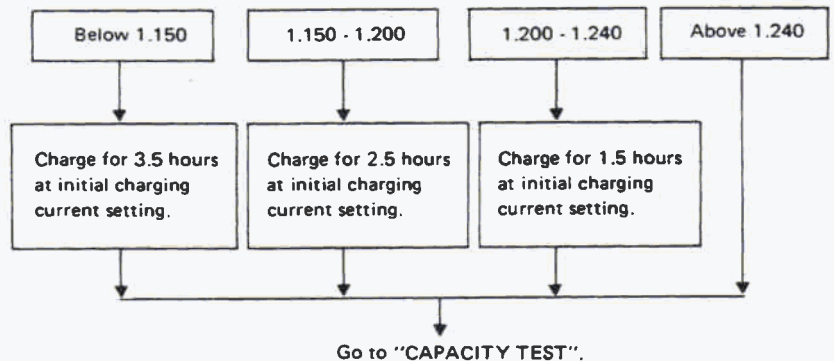 Below 1.150
1.150 - 1.200
1.200 - 1.240
Above 1.240
Charge for 3.5 hours
at initial charging
current setting.
Charge for 2.5 hours
at initial charging
current setting.
Charge for 1.5 hours
at initial charging
current setting.
Go to "CAPACITY TEST".